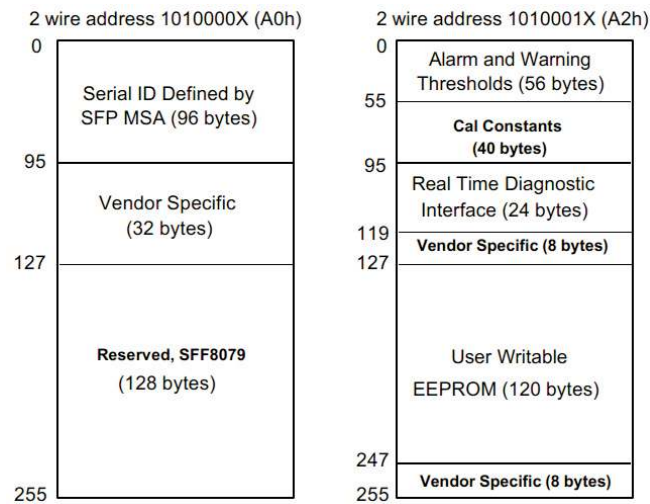 2 wire address 1010000X (A0h)
0
Serial ID Defined by
SFP MSA (96 bytes)
95
Vendor Specific
(32 bytes)
127
Reserved, SFF8079
(128 bytes)
255
2 wire address 1010001X (A2h)
0
Alarm and Warning
Thresholds (56 bytes)
55
Cal Constants
(40 bytes)
95
Real Time Diagnostic
Interface (24 bytes)
119
Vendor Specific (8 bytes)
127
User Writable
EEPROM (120 bytes)
247
Vendor Specific (8 bytes)
255